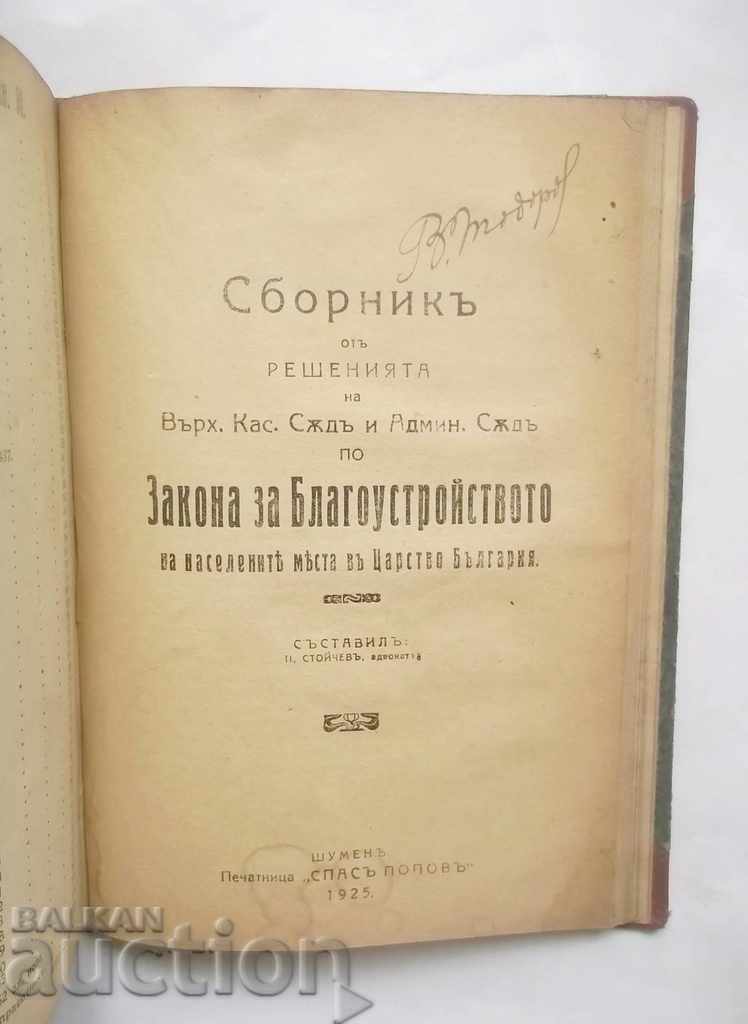 В. Тодоров
Сборникъ
отъ
РЕШЕНИЯТА
на
Върх. Кас. Сѫдъ и Админ. Сѫдъ
по
Закона за Благоустройството
на населенитѣ мѣста въ Царство България.
СЪСТАВИЛЪ:
П. СТОЙЧЕВЪ, адвокатъ
ШУМЕНЪ
Печатница „СПАСЪ ПОПОВЪ"
1925.
BALKAN
auction